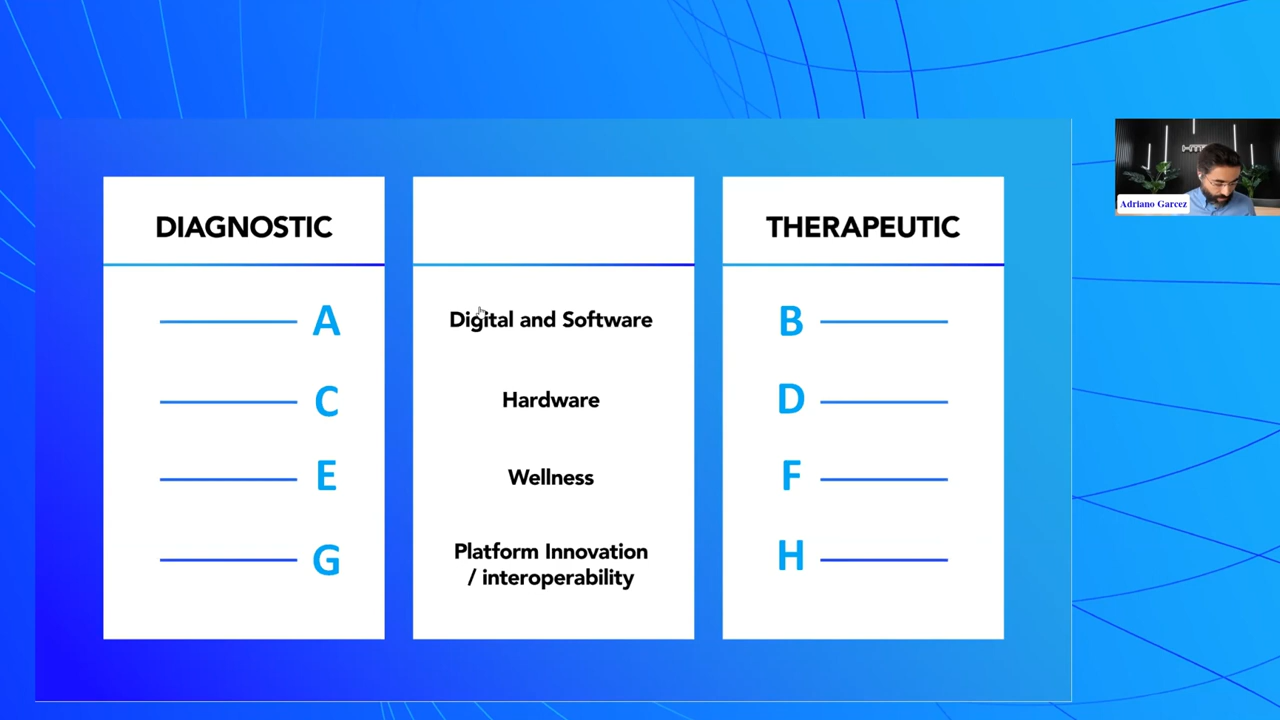 DIAGNOSTIC
THERAPEUTIC
A
Digital and Software
B
C
Hardware
D
E
Wellness
F
G
Platform Innovation
/ interoperability
H
Adriano Garcez